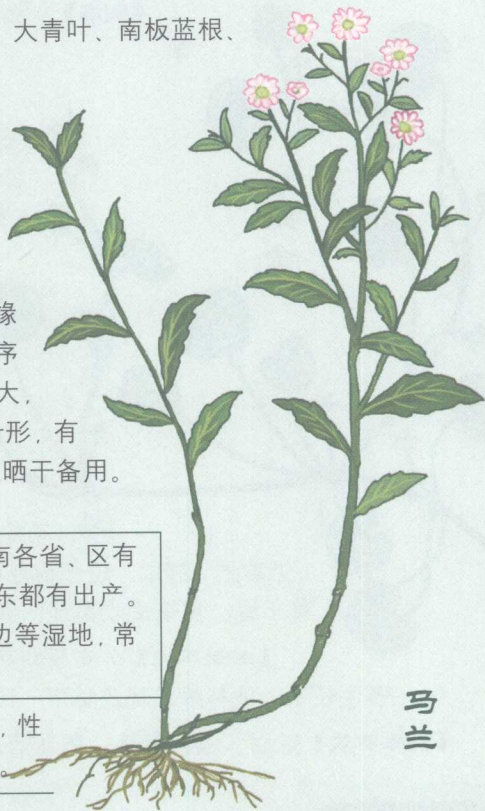 大青叶、南板蓝根、
缘
序
大,
形, 有
晒干备用。
南各省、区有
东都有出产。
边等湿地, 常
, 性
。
马兰